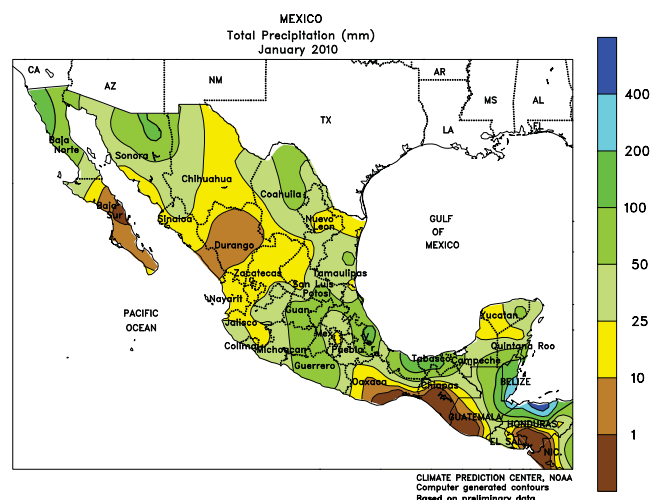 MEXICO
Total Precipitation (mm)
January 2010
CA
AZ
NM
AR
MS
AL
TX
LA
FL
400
200
100
50
25
10
1
Baja
Norte
Sonora
Chihuahua
Coahuila
Baja
Sur
Sinaloa
Nuevo
Leon
GULF
OF
MEXICO
Durango
Zacatecas
Tamaulipas
San Luis
Potosi
Nayarit
PACIFIC
OCEAN
Guan.
Yucatan
Jalisco
Colima
Michoacan
Mex.
Puebla
Quintana Roo
Tabasco
Campeche
Guerrero
Oaxaca
Chiapas
BELIZE
GUATEMALA
HONDURAS
EL SAL.
NIC.
CLIMATE PREDICTION CENTER, NOAA
Computer generated contours
Based on preliminary data